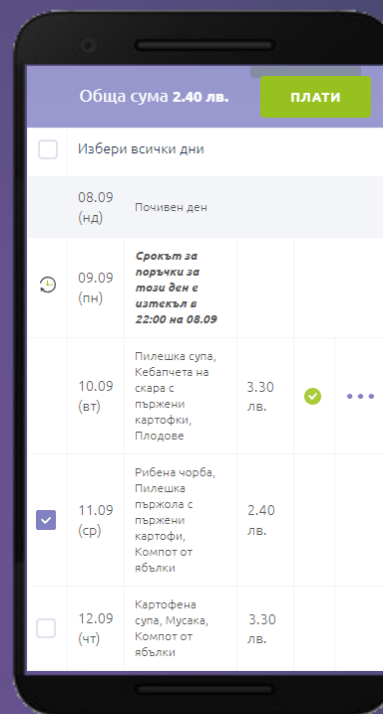 Обща сума 2.40 лв.
ПЛАТИ
Избери всички дни
08.09
(нд)
Почивен ден
09.09
(пн)
Срокът за
поръчки за
този ден е
изтекъл в
22:00 на 08.09
10.09
(вт)
Пилешка супа,
Кебапчета на
скара с
пържени
картофки,
Плодове
3.30
лв.
11.09
(ср)
Рибена чорба,
Пилешка
пържола с
пържени
картофи,
Компот от
ябълки
2.40
лв.
12.09
(чт)
Картофена
супа, Мусака,
Компот от
ябълки
3.30
лв.